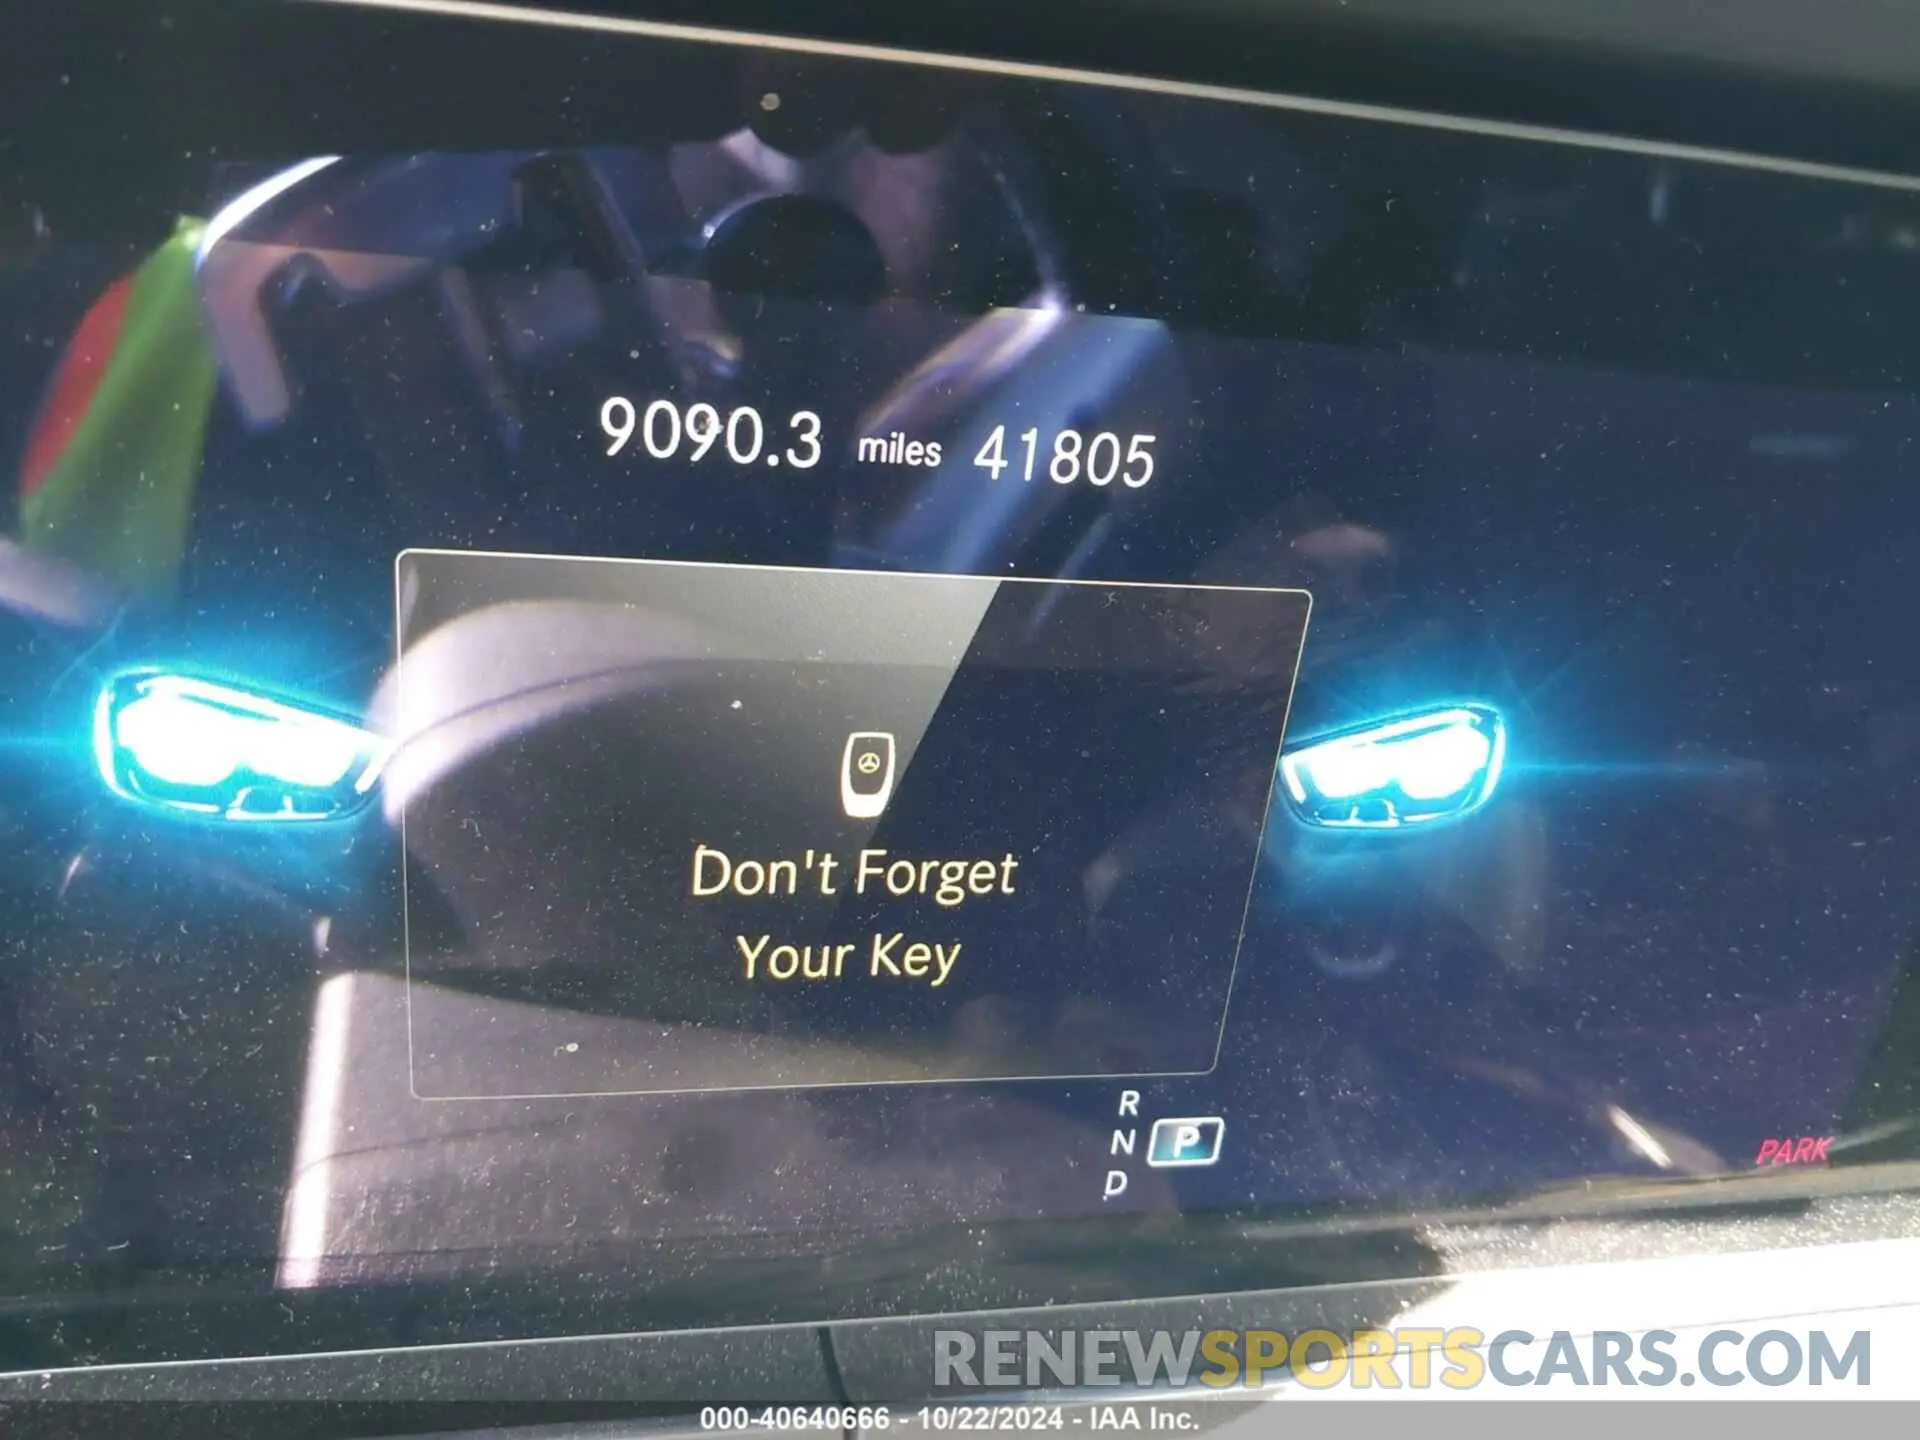 9090.3 miles 41805
Don't Forget
Your Key
R
N P
D
PARK
RENEWSPORTSCARS.COM
000-40640666 - 10/22/2024 - IAA Inc.